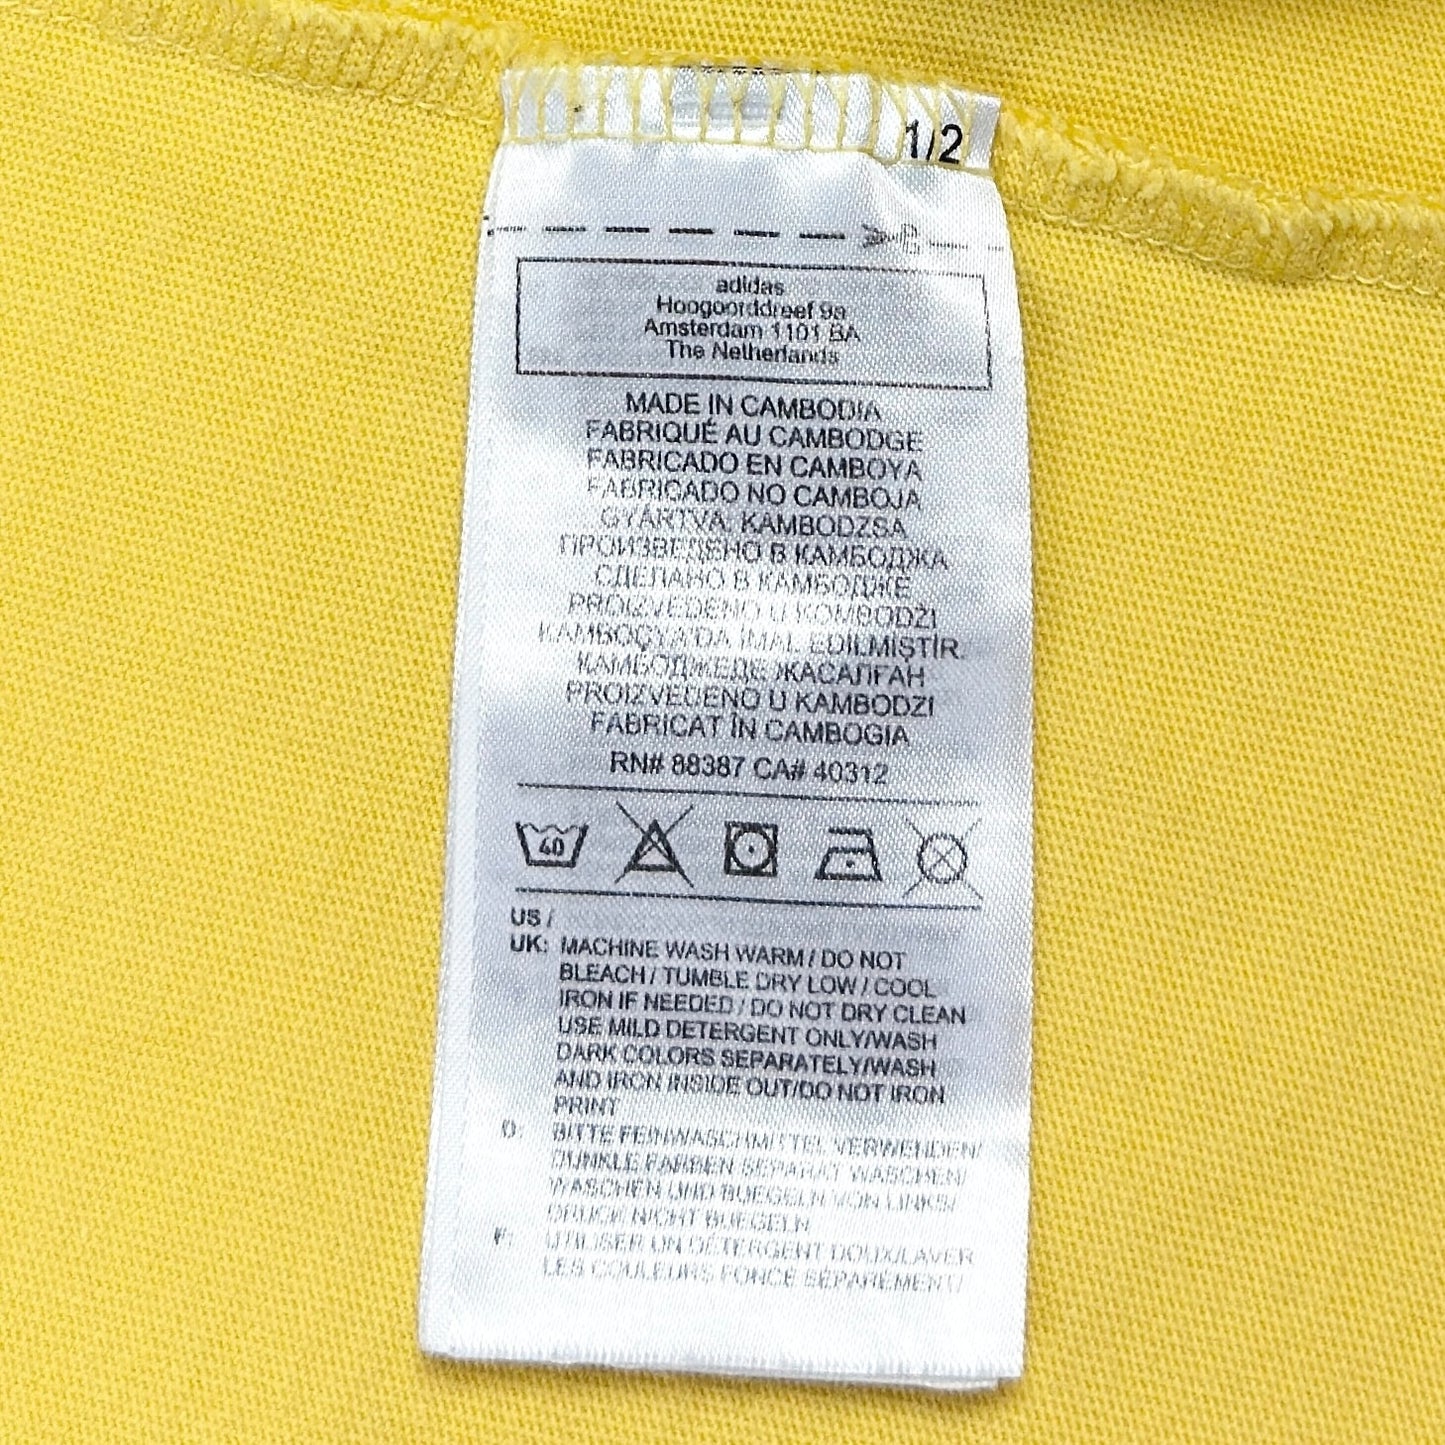 1/2
adidas
Hoogoorddreef 9a
Amsterdam 1101 BA
The Netherlands
MADE IN CAMBODIA
FABRIQUÉ AU CAMBODGE
FABRICADO EN CAMBOYA
FABRICADO NO CAMBOJA
GYÁRTVA: KAMBODZSA
ПРОИЗВЕДЕНО В КАМБОДЖА
СДЕЛАНО В КАМБОДЖЕ
PROIZVEDENO U KOMBODŽI
KAMBOÇYA'DA İMAL EDİLMİŞTİR.
КАМБОДЖЕДЕ ЖАСАЛҒАН
PROIZVEDENO U KAMBODZI
FABRICAT ÎN CAMBOGIA
RN# 88387 CA# 40312
40
US /
UK: MACHINE WASH WARM / DO NOT
BLEACH / TUMBLE DRY LOW / COOL
IRON IF NEEDED / DO NOT DRY CLEAN
USE MILD DETERGENT ONLY/WASH
DARK COLORS SEPARATELY/WASH
AND IRON INSIDE OUT/DO NOT IRON
PRINT
D: BITTE FEINWASCHMITTEL VERWENDEN/
DUNKLE FARBEN SEPARAT WASCHEN/
WASCHEN UND BUEGELN VON LINKS/
DRUCK NICHT BUEGELN
F: UTILISER UN DÉTERGENT DOUX/LAVER
LES COULEURS FONCÉ SÉPARÉMENT/